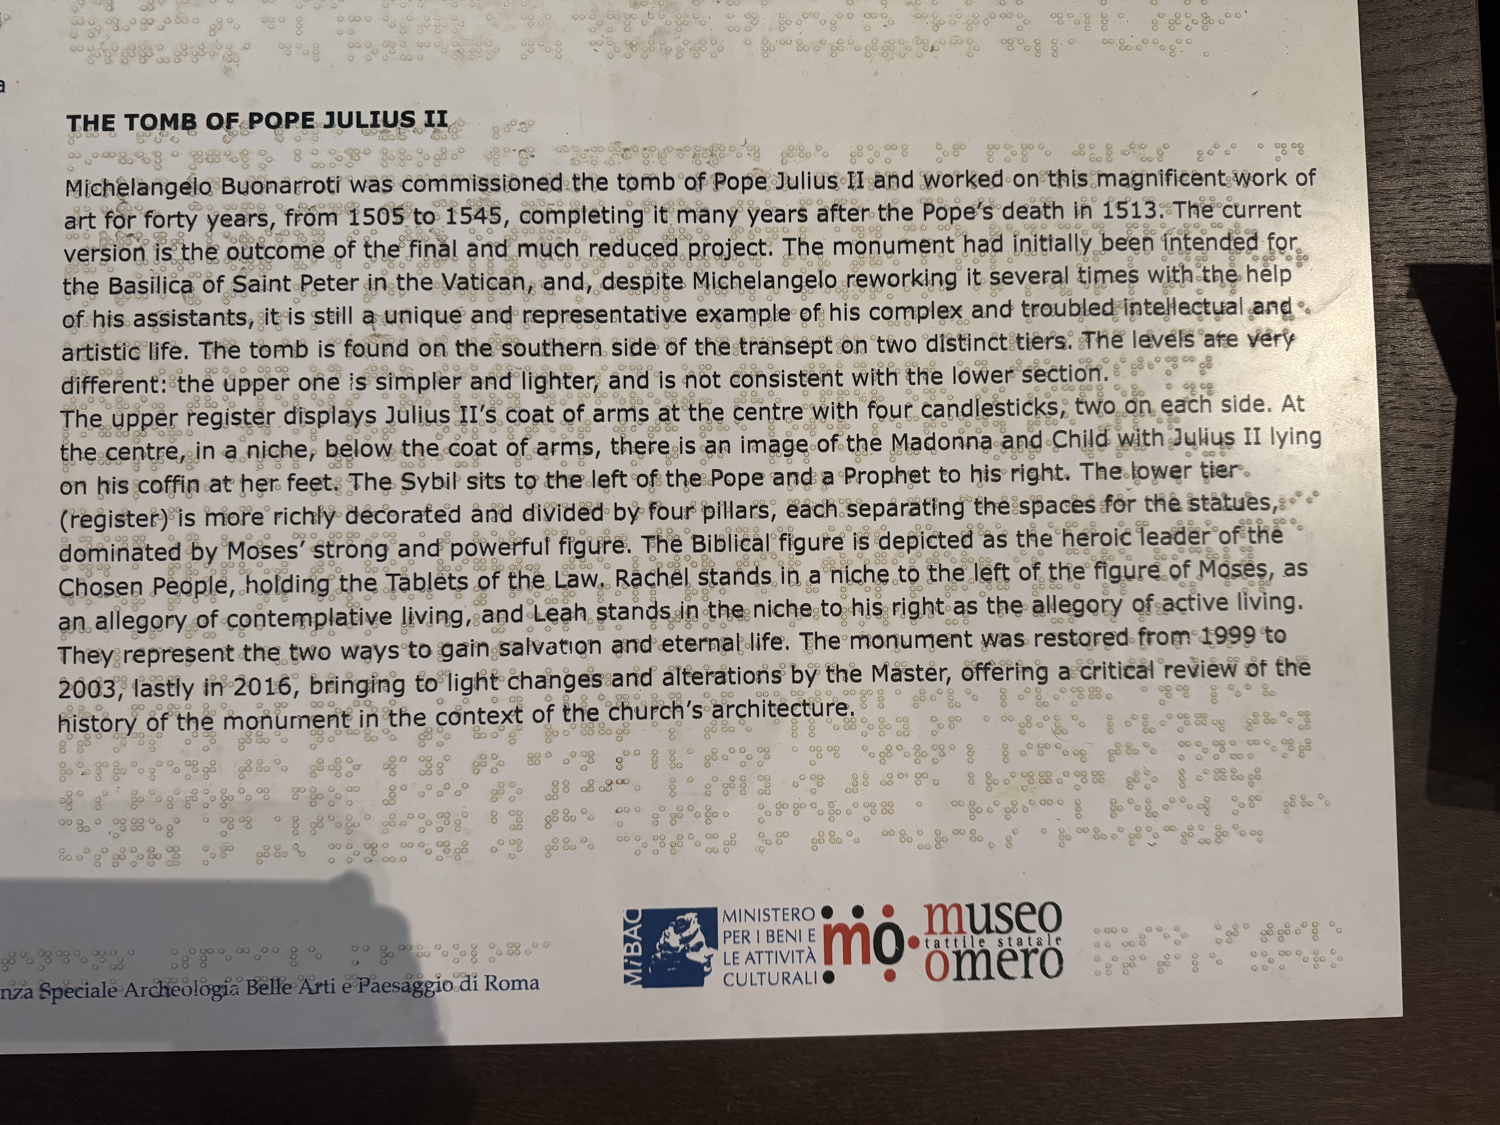 a
THE TOMB OF POPE JULIUS II
Michelangelo Buonarroti was commissioned the tomb of Pope Julius II and worked on this magnificent work of
art for forty years, from 1505 to 1545, completing it many years after the Pope's death in 1513. The current
version is the outcome of the final and much reduced project. The monument had initially been intended for
the Basilica of Saint Peter in the Vatican, and, despite Michelangelo reworking it several times with the help
of his assistants, it is still a unique and representative example of his complex and troubled intellectual and
artistic life. The tomb is found on the southern side of the transept on two distinct tiers. The levels are very
different: the upper one is simpler and lighter, and is not consistent with the lower section.
The upper register displays Julius II's coat of arms at the centre with four candlesticks, two on each side. At
the centre, in a niche, below the coat of arms, there is an image of the Madonna and Child with Julius II lying
on his coffin at her feet. The Sybil sits to the left of the Pope and a Prophet to his right. The lower tier
(register) is more richly decorated and divided by four pillars, each separating the spaces for the statues,
dominated by Moses' strong and powerful figure. The Biblical figure is depicted as the heroic leader of the
Chosen People, holding the Tablets of the Law. Rachel stands in a niche to the left of the figure of Moses, as
an allegory of contemplative living, and Leah stands in the niche to his right as the allegory of active living.
They represent the two ways to gain salvation and eternal life. The monument was restored from 1999 to
2003, lastly in 2016, bringing to light changes and alterations by the Master, offering a critical review of the
history of the monument in the context of the church's architecture.
nza Speciale Archeologia Belle Arti e Paesaggio di Roma
MiBAC
MINISTERO
PER I BENI E
LE ATTIVITÀ
CULTURALI
mo
museo
tattile statale
omero